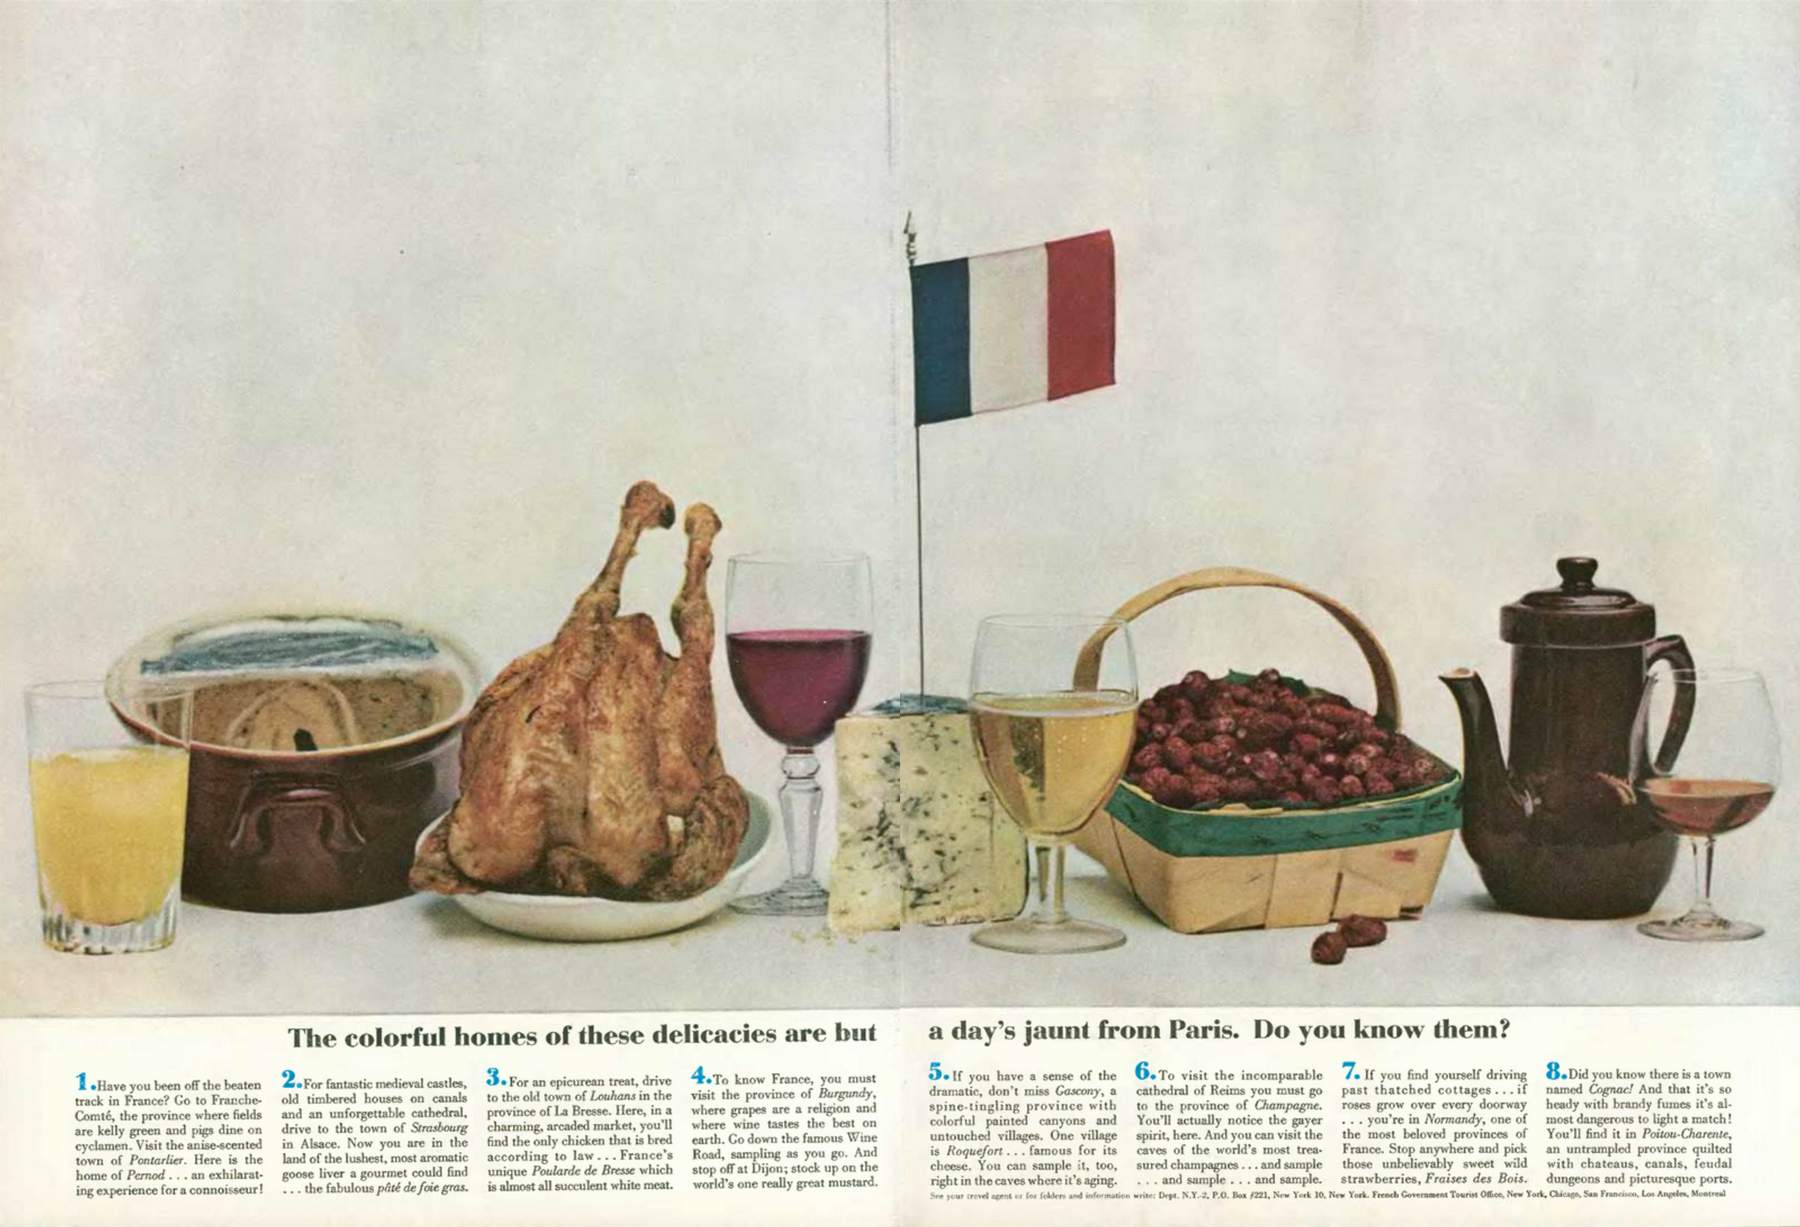 The colorful homes of these delicacies are but a day's jaunt from Paris. Do you know them?
1. Have you been off the beaten
track in France? Go to Franche-
Comté, the province where fields
are kelly green and pigs dine on
cyclamen. Visit the anise-scented
town of Pontarlier. Here is the
home of Pernod . . . an exhilarat-
ing experience for a connoisseur!
2. For fantastic medieval castles,
old timbered houses on canals
and an unforgettable cathedral,
drive to the town of Strasbourg
in Alsace. Now you are in the
land of the lushest, most aromatic
goose liver a gourmet could find
. . . the fabulous pâté de foie gras.
3. For an epicurean treat, drive
to the old town of Louhans in the
province of La Bresse. Here, in a
charming, arcaded market, you'll
find the only chicken that is bred
according to law . . . France's
unique Poularde de Bresse which
is almost all succulent white meat.
4. To know France, you must
visit the province of Burgundy,
where grapes are a religion and
where wine tastes the best on
earth. Go down the famous Wine
Road, sampling as you go. And
stop off at Dijon; stock up on the
world's one really great mustard.
5. If you have a sense of the
dramatic, don't miss Gascony, a
spine-tingling province with
colorful painted canyons and
untouched villages. One village
is Roquefort . . . famous for its
cheese. You can sample it, too,
right in the caves where it's aging.
6. To visit the incomparable
cathedral of Reims you must go
to the province of Champagne.
You'll actually notice the gayer
spirit, here. And you can visit the
caves of the world's most trea-
sured champagnes . . . and sample
. . . and sample . . . and sample.
7. If you find yourself driving
past thatched cottages . . . if
roses grow over every doorway
. . . you're in Normandy, one of
the most beloved provinces of
France. Stop anywhere and pick
those unbelievably sweet wild
strawberries, Fraises des Bois.
8. Did you know there is a town
named Cognac! And that it's so
heady with brandy fumes it's al-
most dangerous to light a match!
You'll find it in Poitou-Charente,
an untrampled province quilted
with chateaus, canals, feudal
dungeons and picturesque ports.
See your travel agent or for folders and information write: Dept. N.Y.-2, P.O. Box #221, New York 10, New York. French Government Tourist Office, New York, Chicago, San Francisco, Los Angeles, Montreal